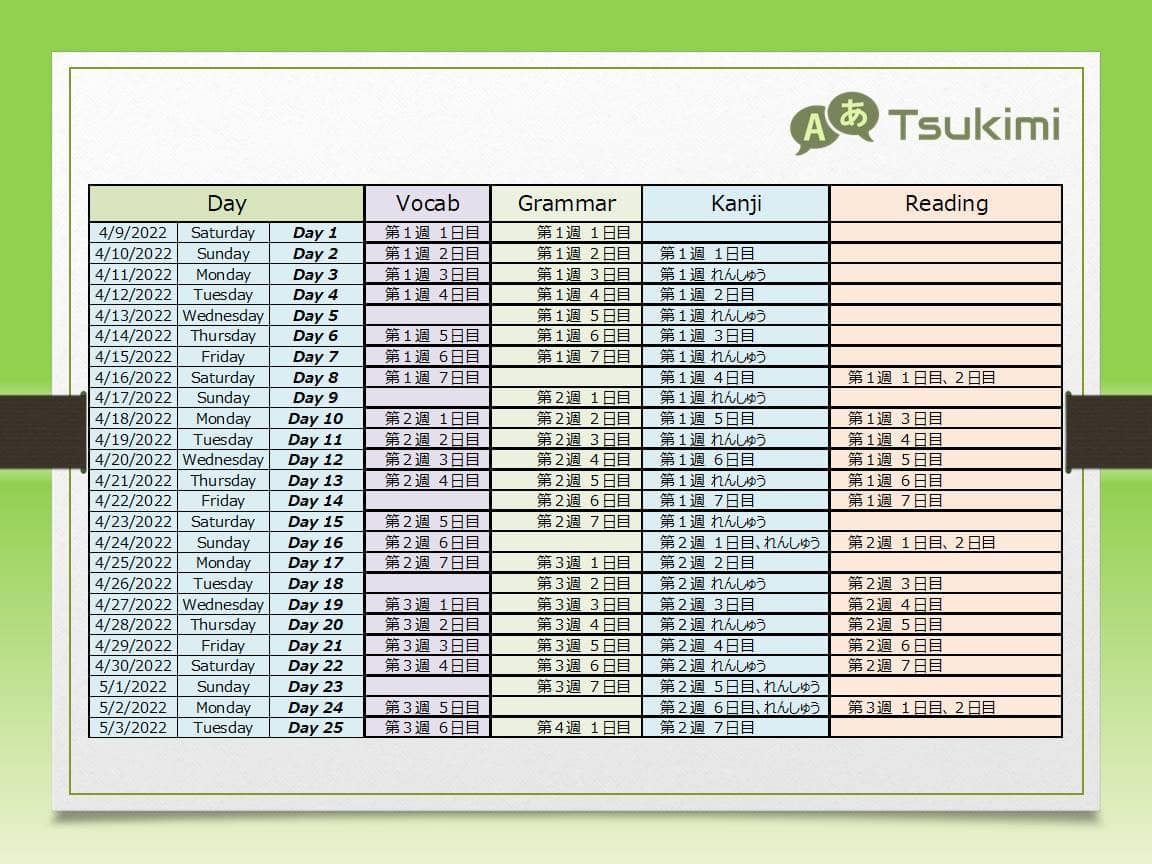 Aあ Tsukimi
Day Vocab Grammar Kanji Reading
4/9/2022 Saturday Day 1 第1週 1日目 第1週 1日目
4/10/2022 Sunday Day 2 第1週 2日目 第1週 2日目 第1週 1日目
4/11/2022 Monday Day 3 第1週 3日目 第1週 3日目 第1週 れんしゅう
4/12/2022 Tuesday Day 4 第1週 4日目 第1週 4日目 第1週 2日目
4/13/2022 Wednesday Day 5 第1週 5日目 第1週 れんしゅう
4/14/2022 Thursday Day 6 第1週 5日目 第1週 6日目 第1週 3日目
4/15/2022 Friday Day 7 第1週 6日目 第1週 7日目 第1週 れんしゅう
4/16/2022 Saturday Day 8 第1週 7日目 第1週 4日目 第1週 1日目、2日目
4/17/2022 Sunday Day 9 第2週 1日目 第1週 れんしゅう
4/18/2022 Monday Day 10 第2週 1日目 第2週 2日目 第1週 5日目 第1週 3日目
4/19/2022 Tuesday Day 11 第2週 2日目 第2週 3日目 第1週 れんしゅう 第1週 4日目
4/20/2022 Wednesday Day 12 第2週 3日目 第2週 4日目 第1週 6日目 第1週 5日目
4/21/2022 Thursday Day 13 第2週 4日目 第2週 5日目 第1週 れんしゅう 第1週 6日目
4/22/2022 Friday Day 14 第2週 6日目 第1週 7日目 第1週 7日目
4/23/2022 Saturday Day 15 第2週 5日目 第2週 7日目 第1週 れんしゅう
4/24/2022 Sunday Day 16 第2週 6日目 第2週 1日目、れんしゅう 第2週 1日目、2日目
4/25/2022 Monday Day 17 第2週 7日目 第3週 1日目 第2週 2日目
4/26/2022 Tuesday Day 18 第3週 2日目 第2週 れんしゅう 第2週 3日目
4/27/2022 Wednesday Day 19 第3週 1日目 第3週 3日目 第2週 3日目 第2週 4日目
4/28/2022 Thursday Day 20 第3週 2日目 第3週 4日目 第2週 れんしゅう 第2週 5日目
4/29/2022 Friday Day 21 第3週 3日目 第3週 5日目 第2週 4日目 第2週 6日目
4/30/2022 Saturday Day 22 第3週 4日目 第3週 6日目 第2週 れんしゅう 第2週 7日目
5/1/2022 Sunday Day 23 第3週 7日目 第2週 5日目、れんしゅう
5/2/2022 Monday Day 24 第3週 5日目 第2週 6日目、れんしゅう 第3週 1日目、2日目
5/3/2022 Tuesday Day 25 第3週 6日目 第4週 1日目 第2週 7日目